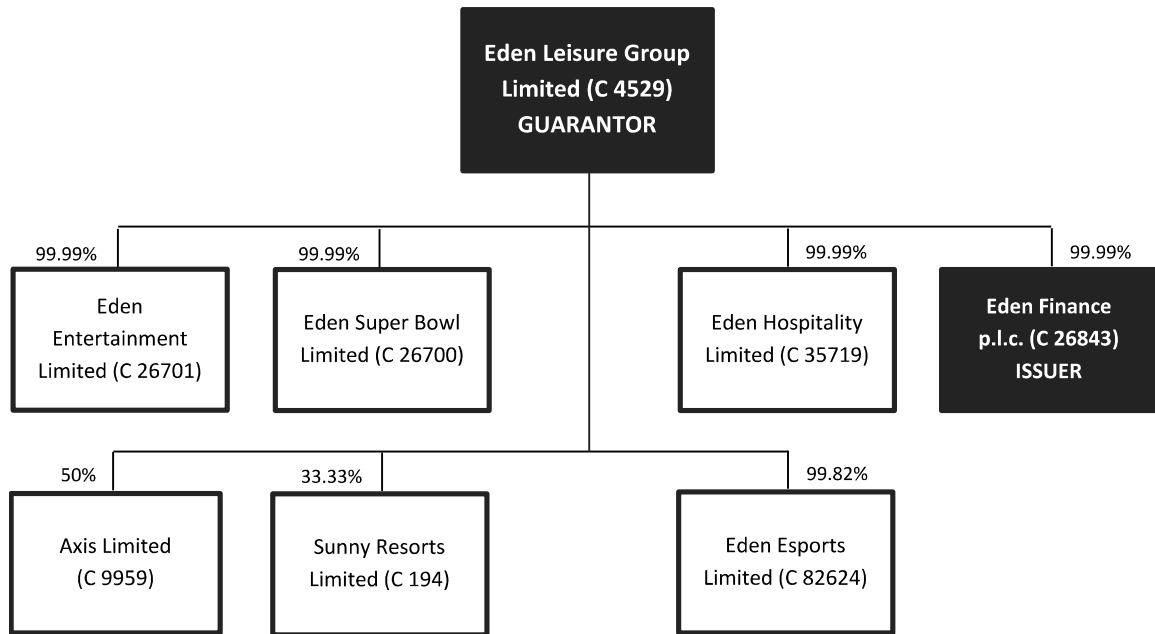 Eden Leisure Group
Limited (C 4529)
GUARANTOR
99.99%
99.99%
99.99%
99.99%
Eden
Entertainment
Limited (C 26701)
Eden Super Bowl
Limited (C 26700)
Eden Hospitality
Limited (C 35719)
Eden Finance
p.l.c. (C 26843)
ISSUER
50%
33.33%
99.82%
Axis Limited
(C 9959)
Sunny Resorts
Limited (C 194)
Eden Esports
Limited (C 82624)